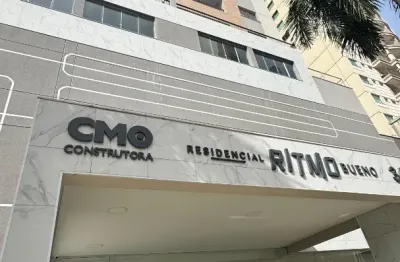 CMO
CONSTRUTORA
RESIDENCIAL RITMO BUENO